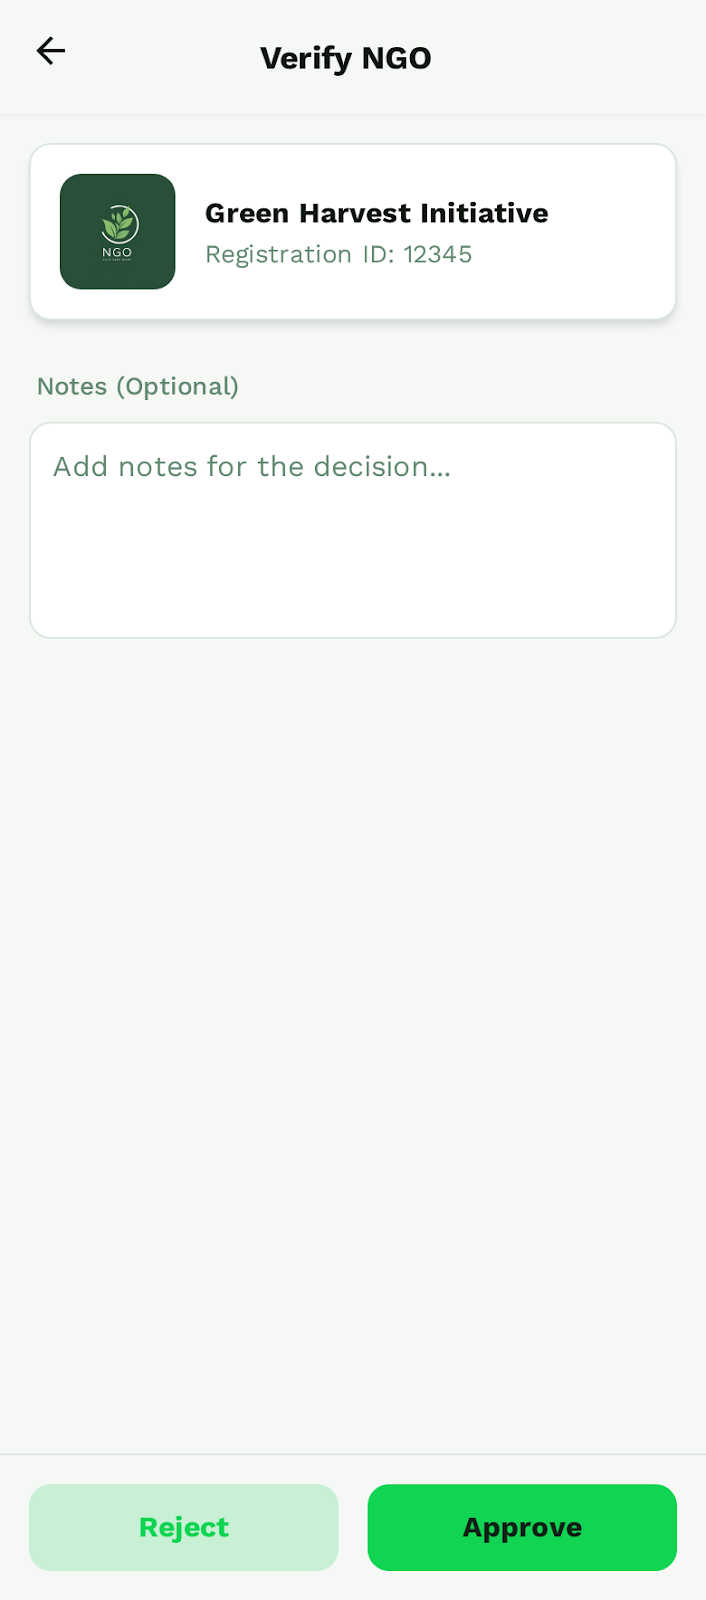 Verify NGO
NGO
Green Harvest Initiative
Registration ID: 12345
Notes (Optional)
Add notes for the decision...
Reject
Approve